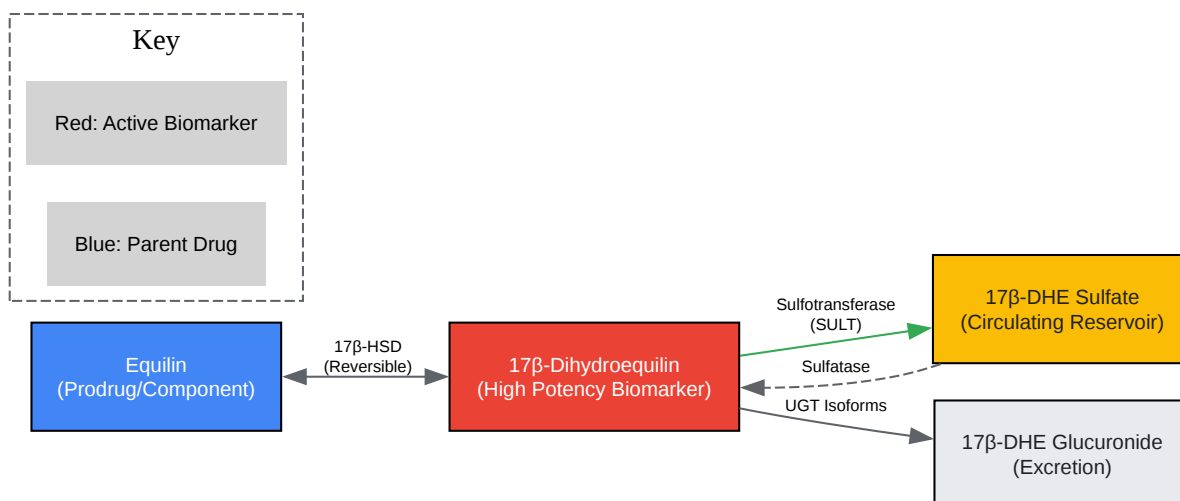 Key
Red: Active Biomarker
Blue: Parent Drug
Equilin
(Prodrug/Component)
17β-HSD
(Reversible)
17β-Dihydroequilin
(High Potency Biomarker)
Sulfotransferase
(SULT)
Sulfatase
UGT Isoforms
17β-DHE Sulfate
(Circulating Reservoir)
17β-DHE Glucuronide
(Excretion)